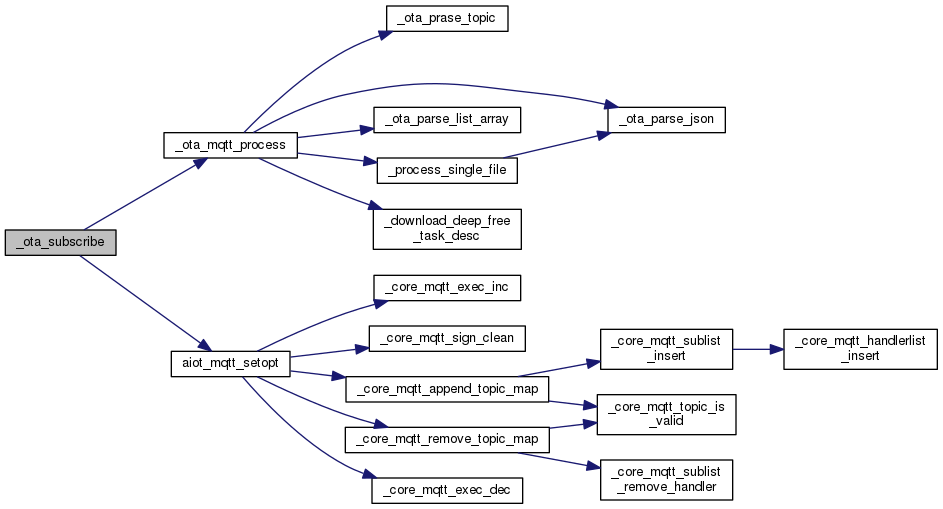 _ota_prase_topic
_ota_parse_list_array
_ota_parse_json
_ota_mqtt_process
_process_single_file
_download_deep_free
_task_desc
_ota_subscribe
_core_mqtt_exec_inc
_core_mqtt_sign_clean
_core_mqtt_sublist
_insert
_core_mqtt_handlerlist
_insert
aiot_mqtt_setopt
_core_mqtt_append_topic_map
_core_mqtt_topic_is
_valid
_core_mqtt_remove_topic_map
_core_mqtt_sublist
_remove_handler
_core_mqtt_exec_dec